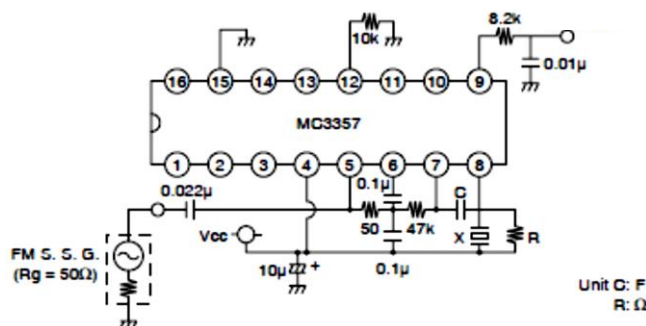 8.2k
10k
0.01μ
16 15 14 13 12 11 10 9
MC3357
1 2 3 4 5 6 7 8
0.022μ
0.1μ
C
50
47k
X
R
Vcc
FM S. S. G.
(Rg = 50Ω)
10μ
+
0.1μ
Unit C: F
R: Ω